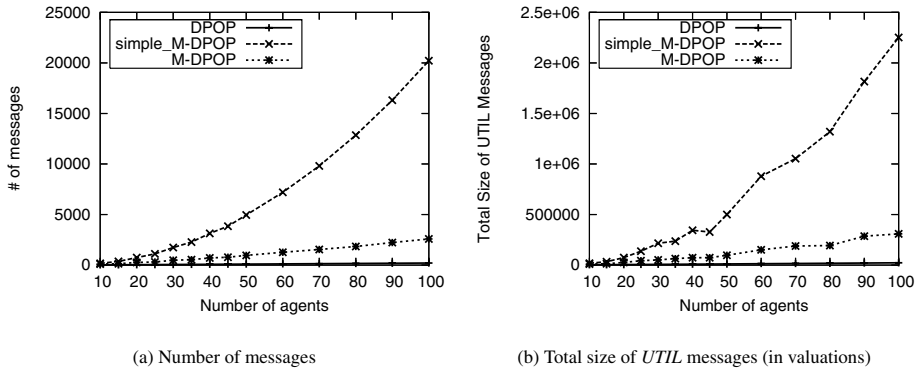 DPOP
simple_M-DPOP
M-DPOP
25000
20000
15000
10000
5000
0
# of messages
10 20 30 40 50 60 70 80 90 100
Number of agents
(a) Number of messages
DPOP
simple_M-DPOP
M-DPOP
2.5e+06
2e+06
1.5e+06
1e+06
500000
0
Total Size of UTIL Messages
10 20 30 40 50 60 70 80 90 100
Number of agents
(b) Total size of UTIL messages (in valuations)